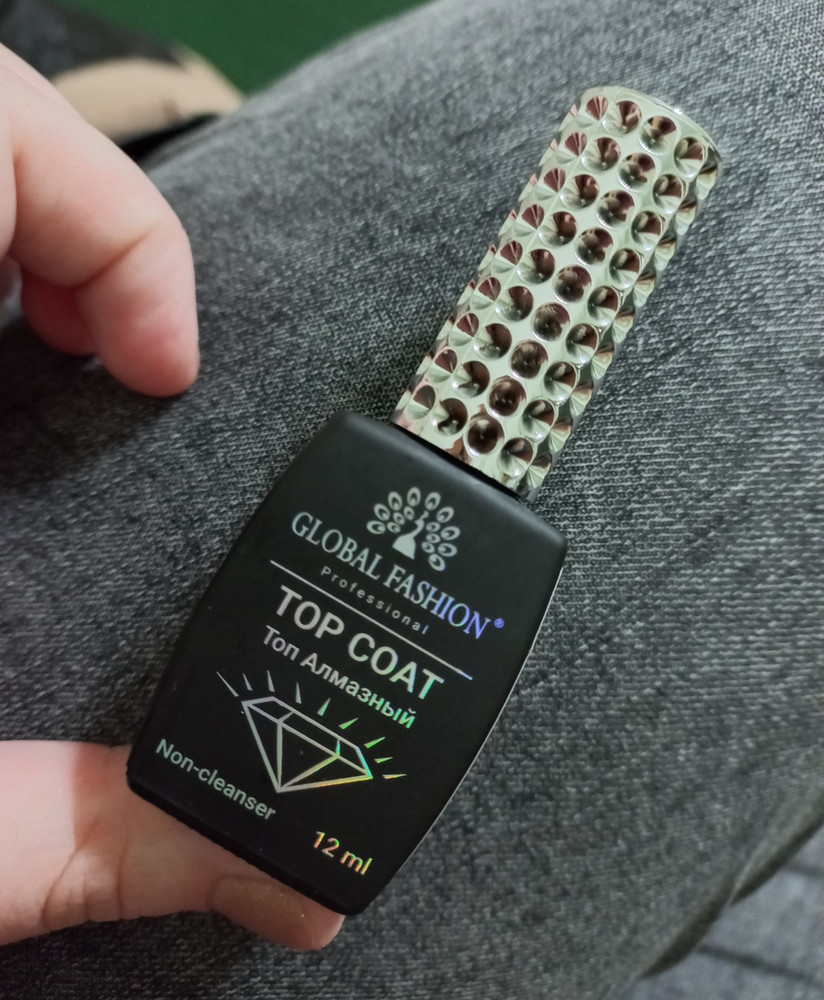 GLOBAL FASHION®
Professional
TOP COAT
Топ Алмазный
Non-cleanser
12 ml